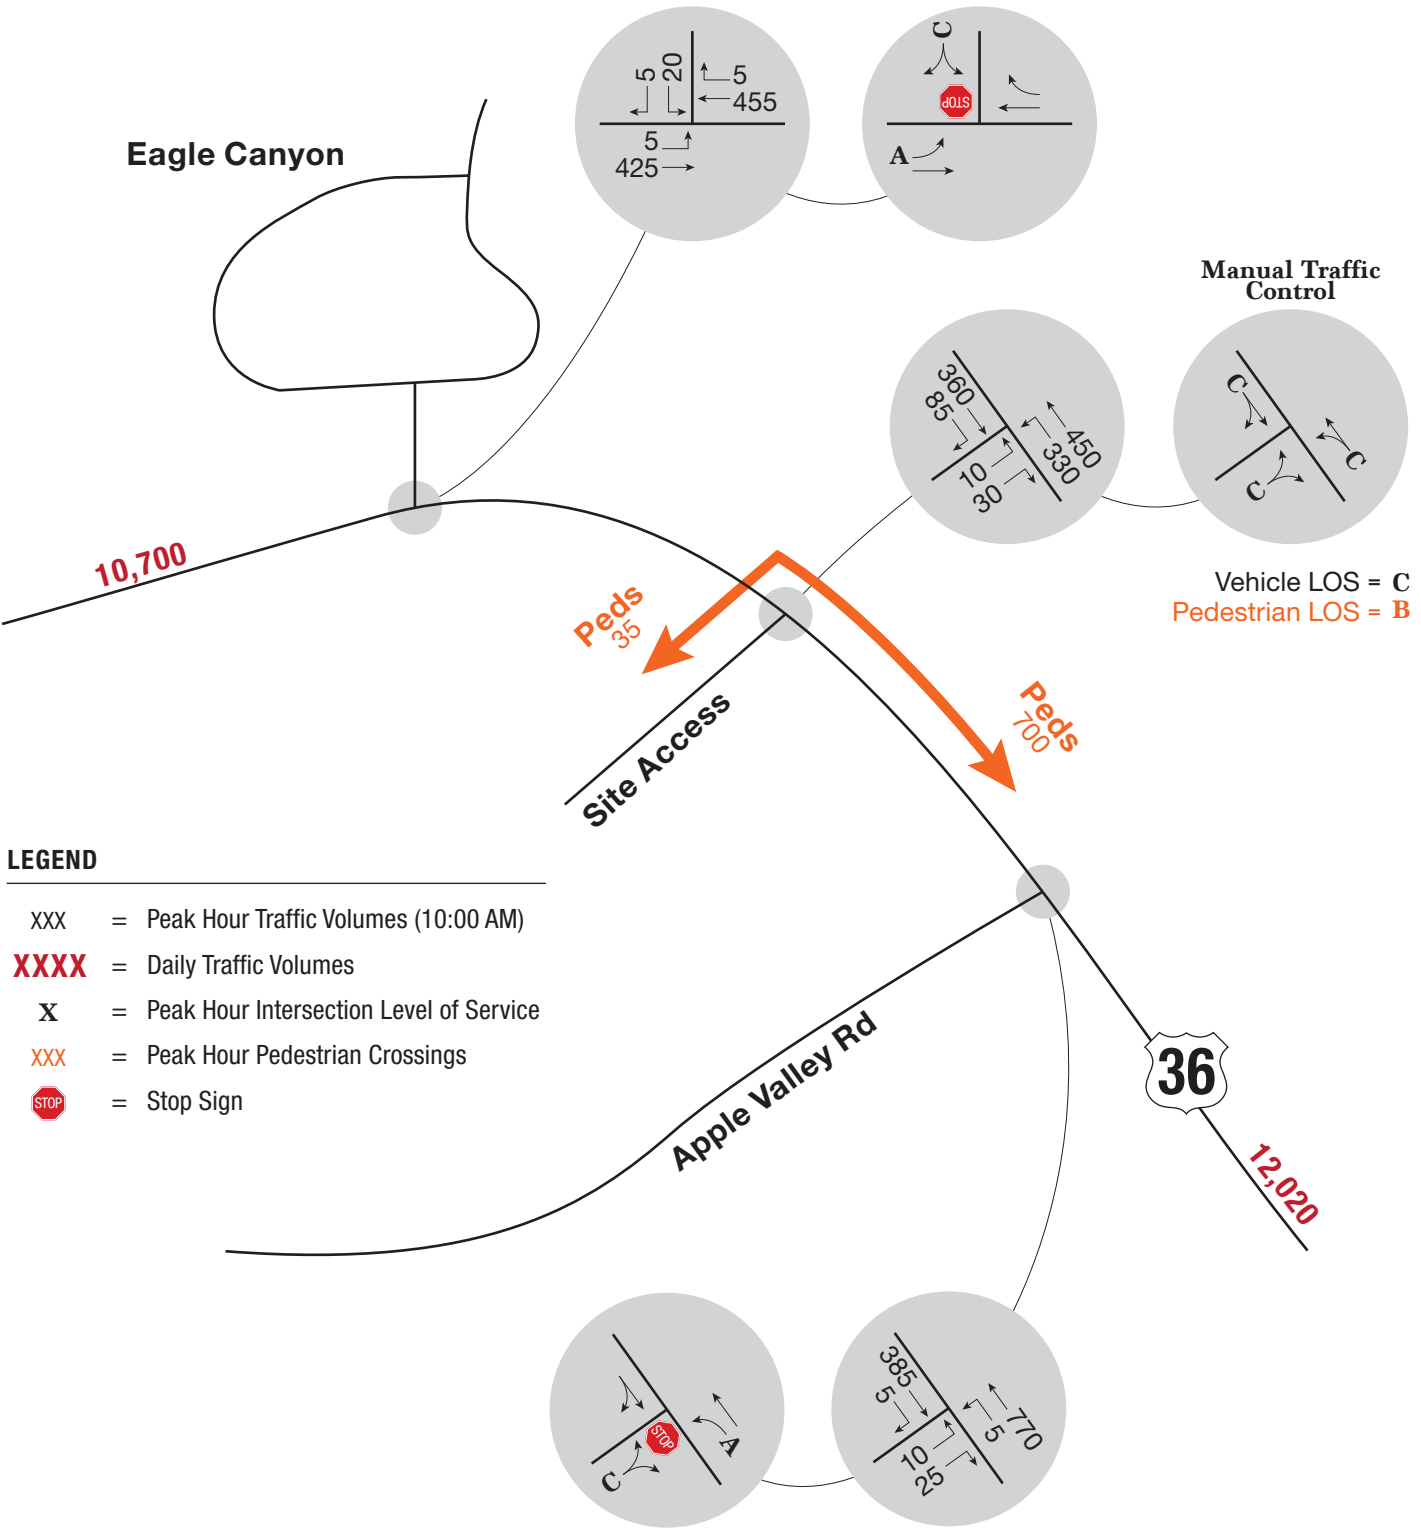 Eagle Canyon
5
20
5
455
5
425
C
STOP
A
Manual Traffic
Control
360
85
10
30
450
330
C
C
C
Vehicle LOS = C
Pedestrian LOS = B
10,700
Peds
35
Peds
700
Site Access
LEGEND
XXX = Peak Hour Traffic Volumes (10:00 AM)
XXXX = Daily Traffic Volumes
X = Peak Hour Intersection Level of Service
XXX = Peak Hour Pedestrian Crossings
STOP = Stop Sign
Apple Valley Rd
36
12,020
STOP
A
C
385
5
10
25
770
5